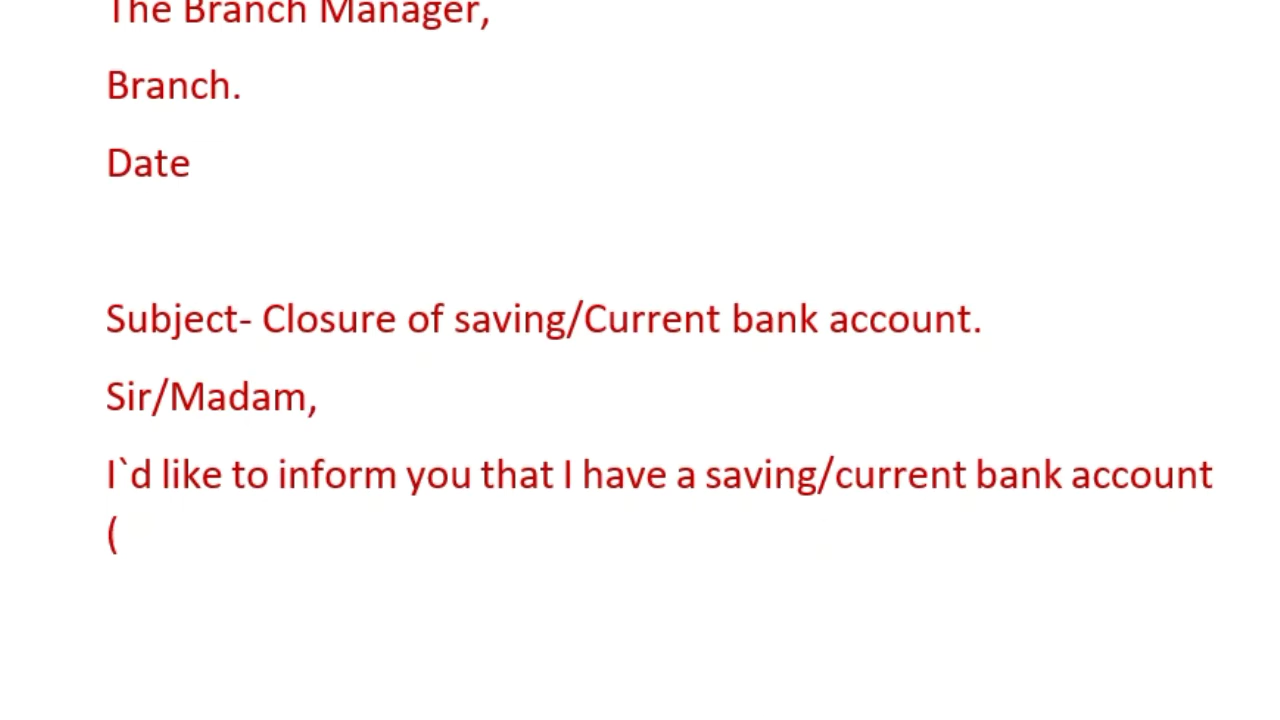 The Branch Manager,
Branch.
Date
Subject- Closure of saving/Current bank account.
Sir/Madam,
I`d like to inform you that I have a saving/current bank account
(